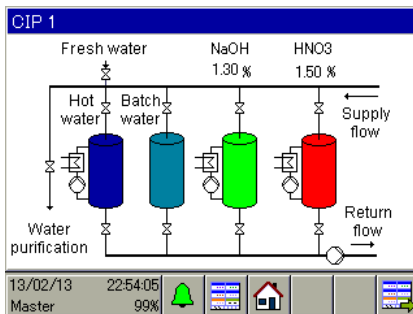 CIP 1
Fresh water
NaOH
HNO3
1.30 %
1.50 %
Hot
water
Batch
water
Supply
flow
Water
purification
Return
flow
13/02/13 22:54:05
Master 99%